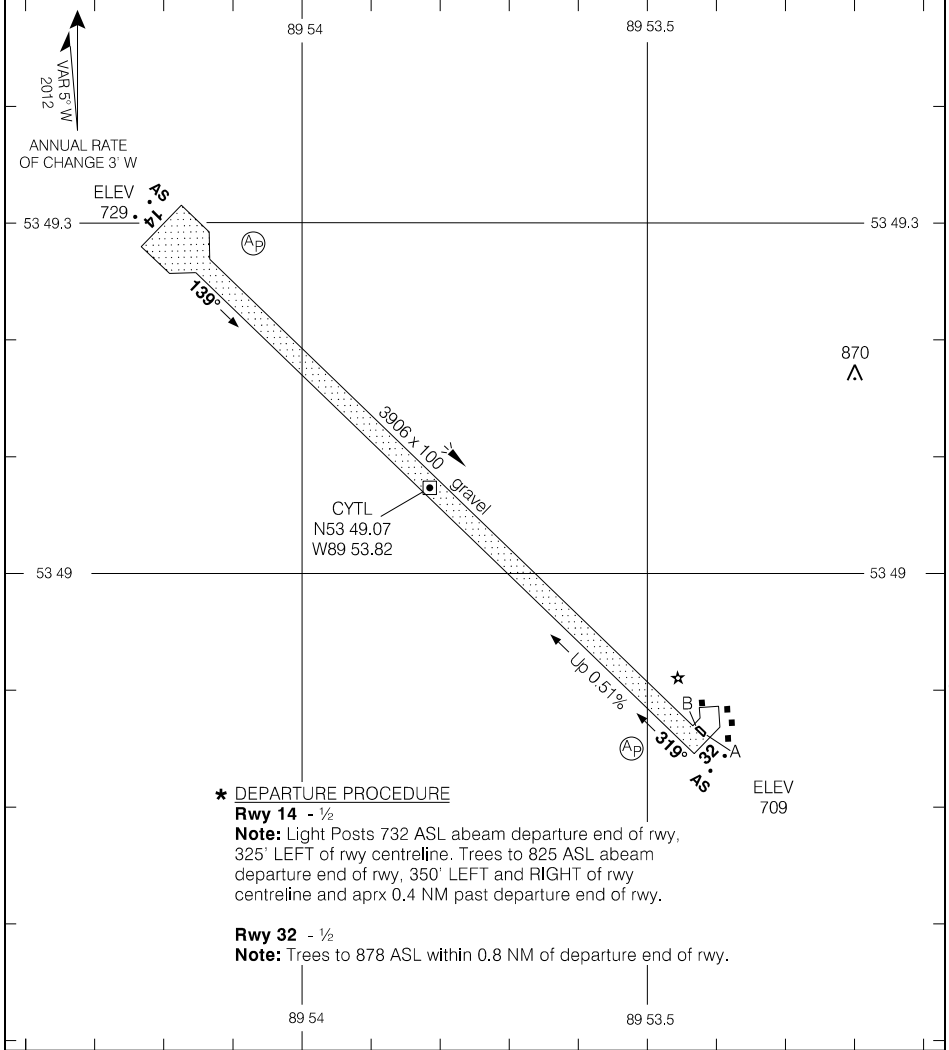 89 54
89 53.5
VAR 5° W
2012
ANNUAL RATE
OF CHANGE 3' W
ELEV
729
AS
14
53 49.3
53 49.3
AP
139°
870
3906 x 100
gravel
CYTL
N53 49.07
W89 53.82
53 49
53 49
Up 0.51%
B
A
319°
32
AS
AP
ELEV
709
* DEPARTURE PROCEDURE
Rwy 14 - ½
Note: Light Posts 732 ASL abeam departure end of rwy,
325' LEFT of rwy centreline. Trees to 825 ASL abeam
departure end of rwy, 350' LEFT and RIGHT of rwy
centreline and aprx 0.4 NM past departure end of rwy.
Rwy 32 - ½
Note: Trees to 878 ASL within 0.8 NM of departure end of rwy.
89 54
89 53.5